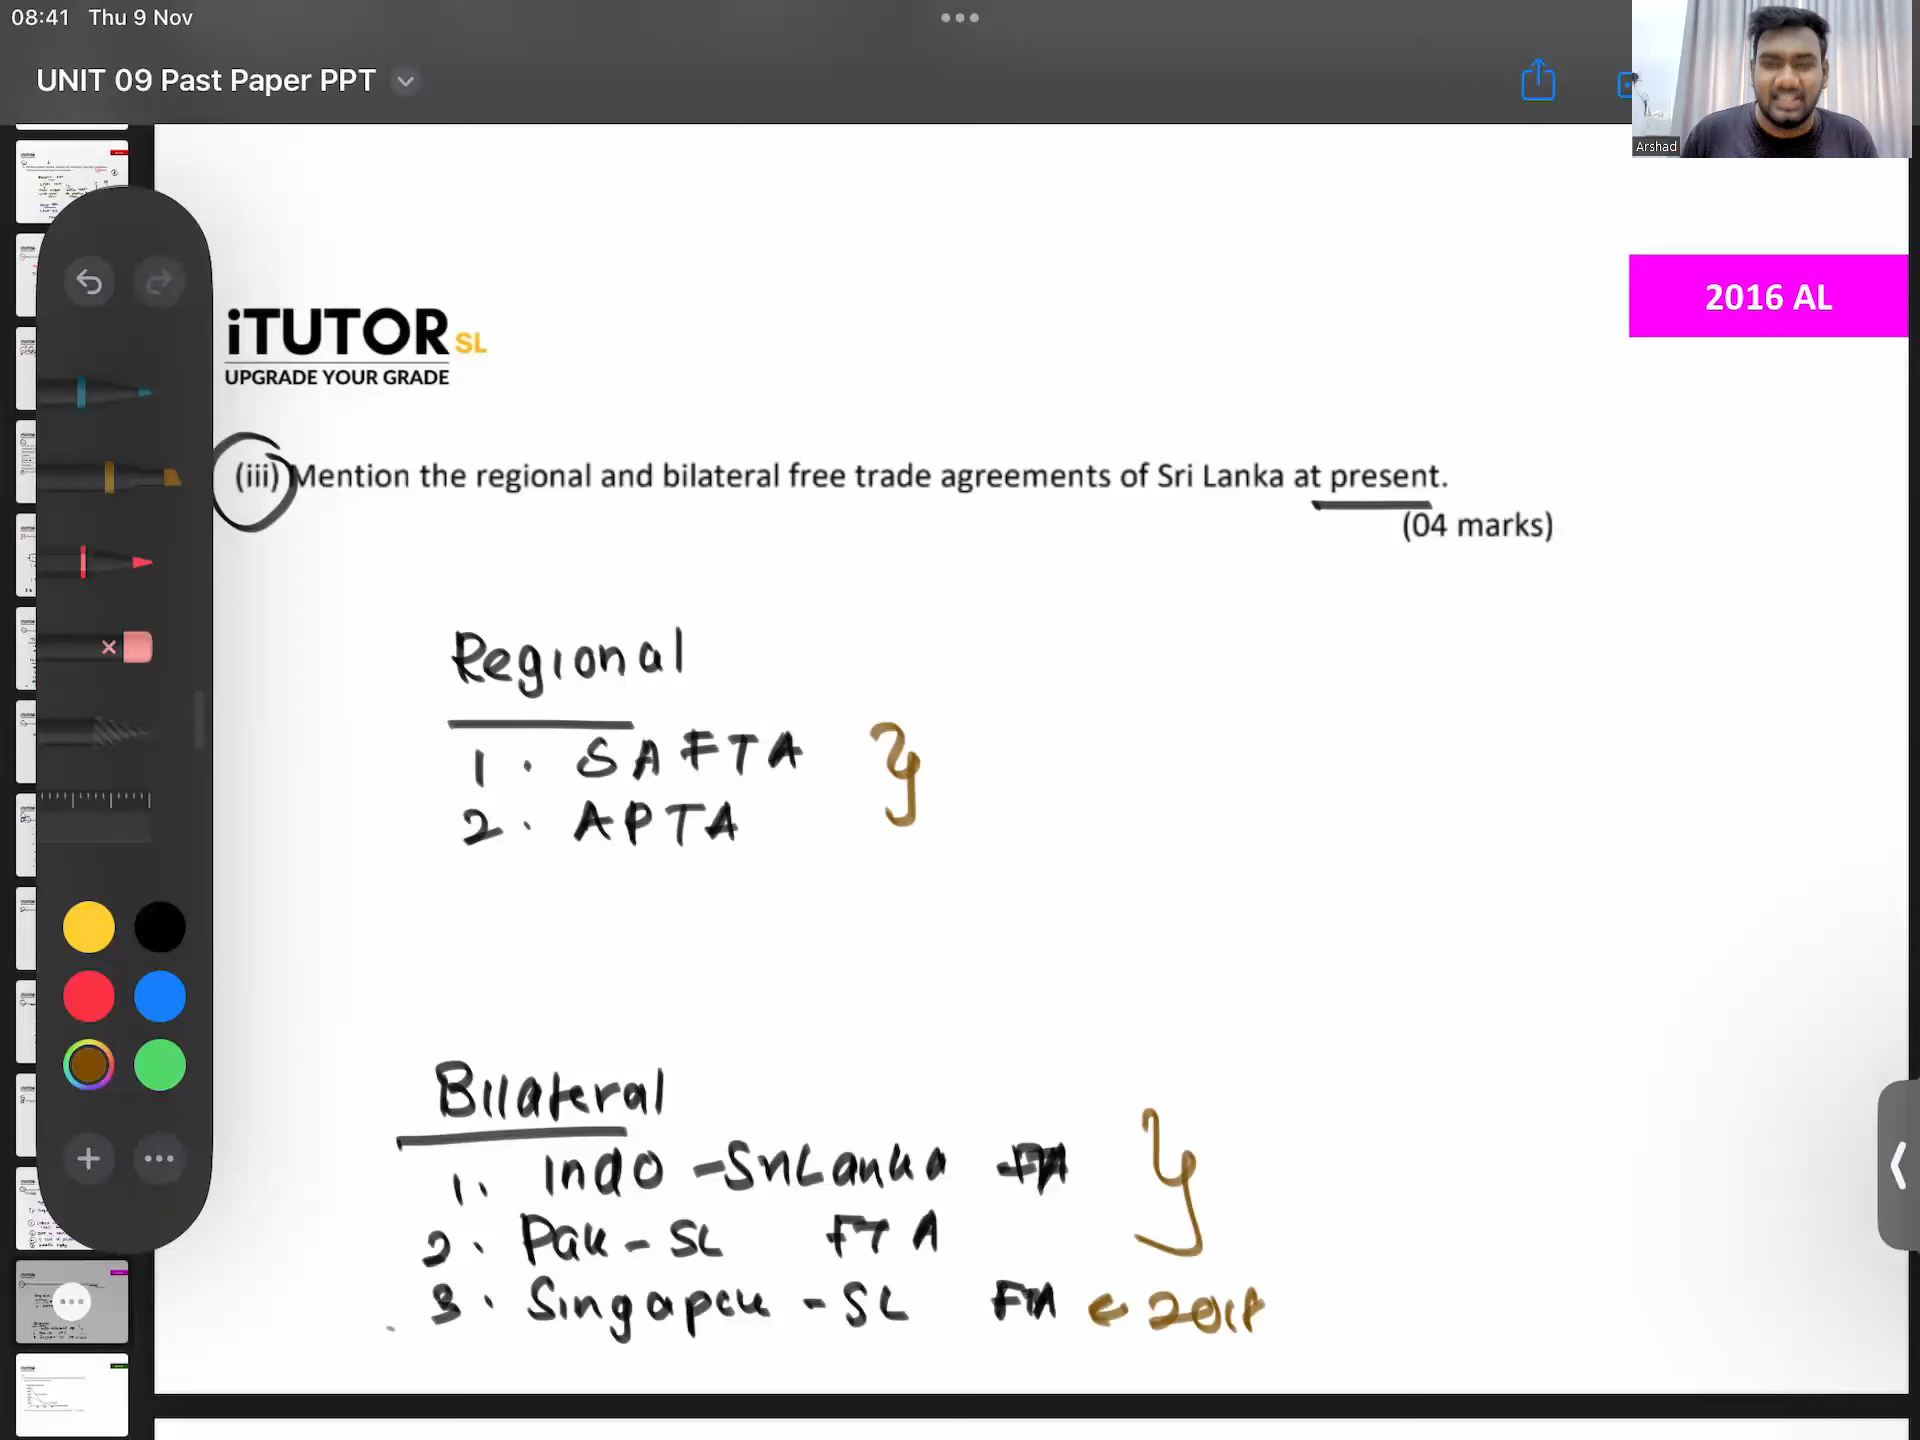 08:41 Thu 9 Nov
UNIT 09 Past Paper PPT
Arshad
2016 AL
iTUTOR SL
UPGRADE YOUR GRADE
(iii) Mention the regional and bilateral free trade agreements of Sri Lanka at present.
(04 marks)
Regional
1. SAFTA
2. APTA
Bilateral
1. Indo - Sri Lanka FTA
2. Pak - SL FTA
3. Singapore - SL FTA ← 2018